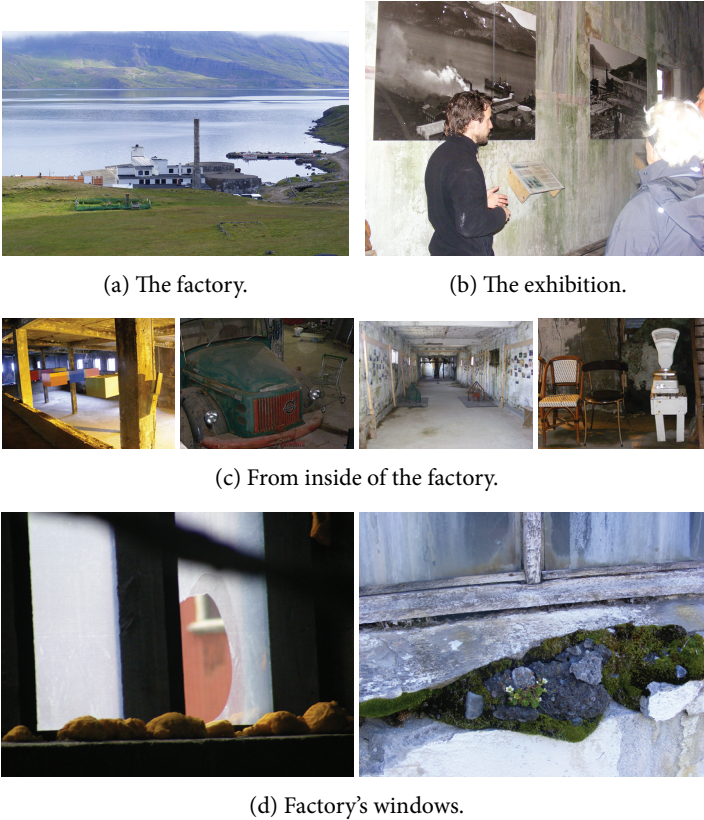 (a) The factory.
(b) The exhibition.
(c) From inside of the factory.
(d) Factory's windows.